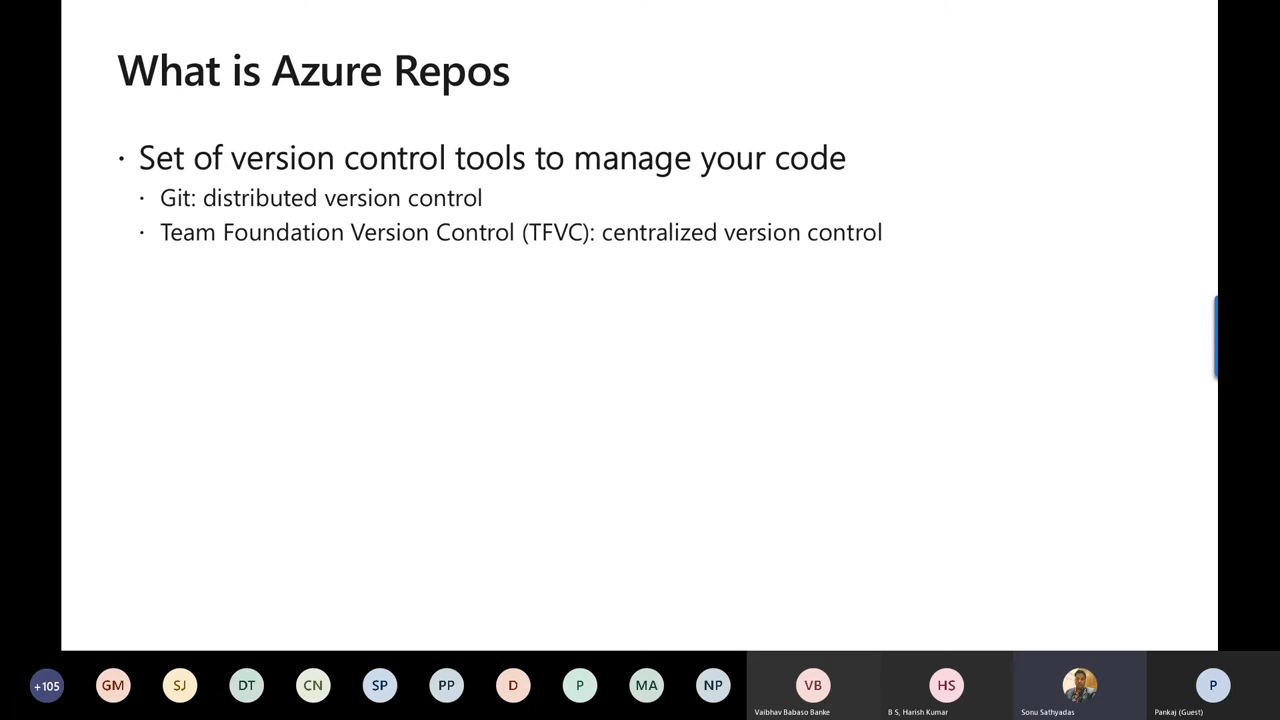 What is Azure Repos
• Set of version control tools to manage your code
• Git: distributed version control
• Team Foundation Version Control (TFVC): centralized version control
+105
GM
SJ
DT
CN
SP
PP
D
P
MA
NP
VB
HS
P
Vaibhav Babaso Banke
B S, Harish Kumar
Sonu Sathyadas
Pankaj (Guest)